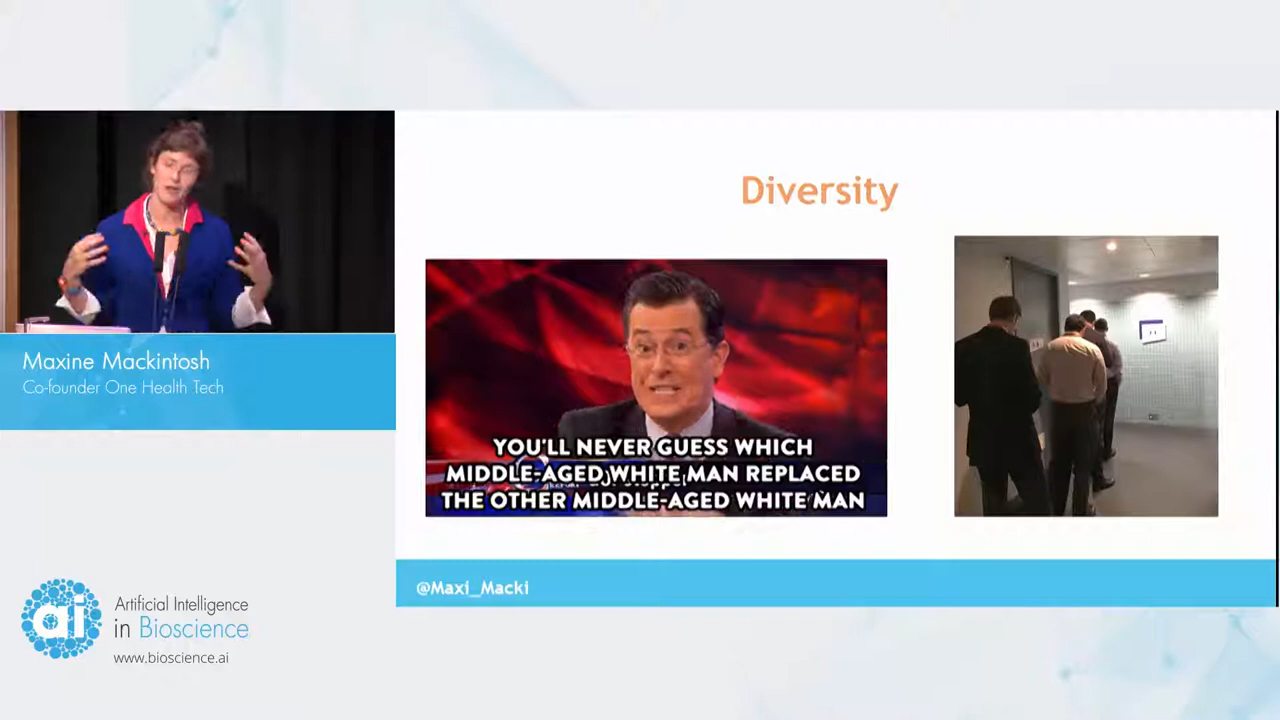 Diversity
YOU'LL NEVER GUESS WHICH
MIDDLE-AGED WHITE MAN REPLACED
THE OTHER MIDDLE-AGED WHITE MAN
@Maxi_Macki
Maxine Mackintosh
Co-founder One Health Tech
ai
Artificial Intelligence
in Bioscience
www.bioscience.ai